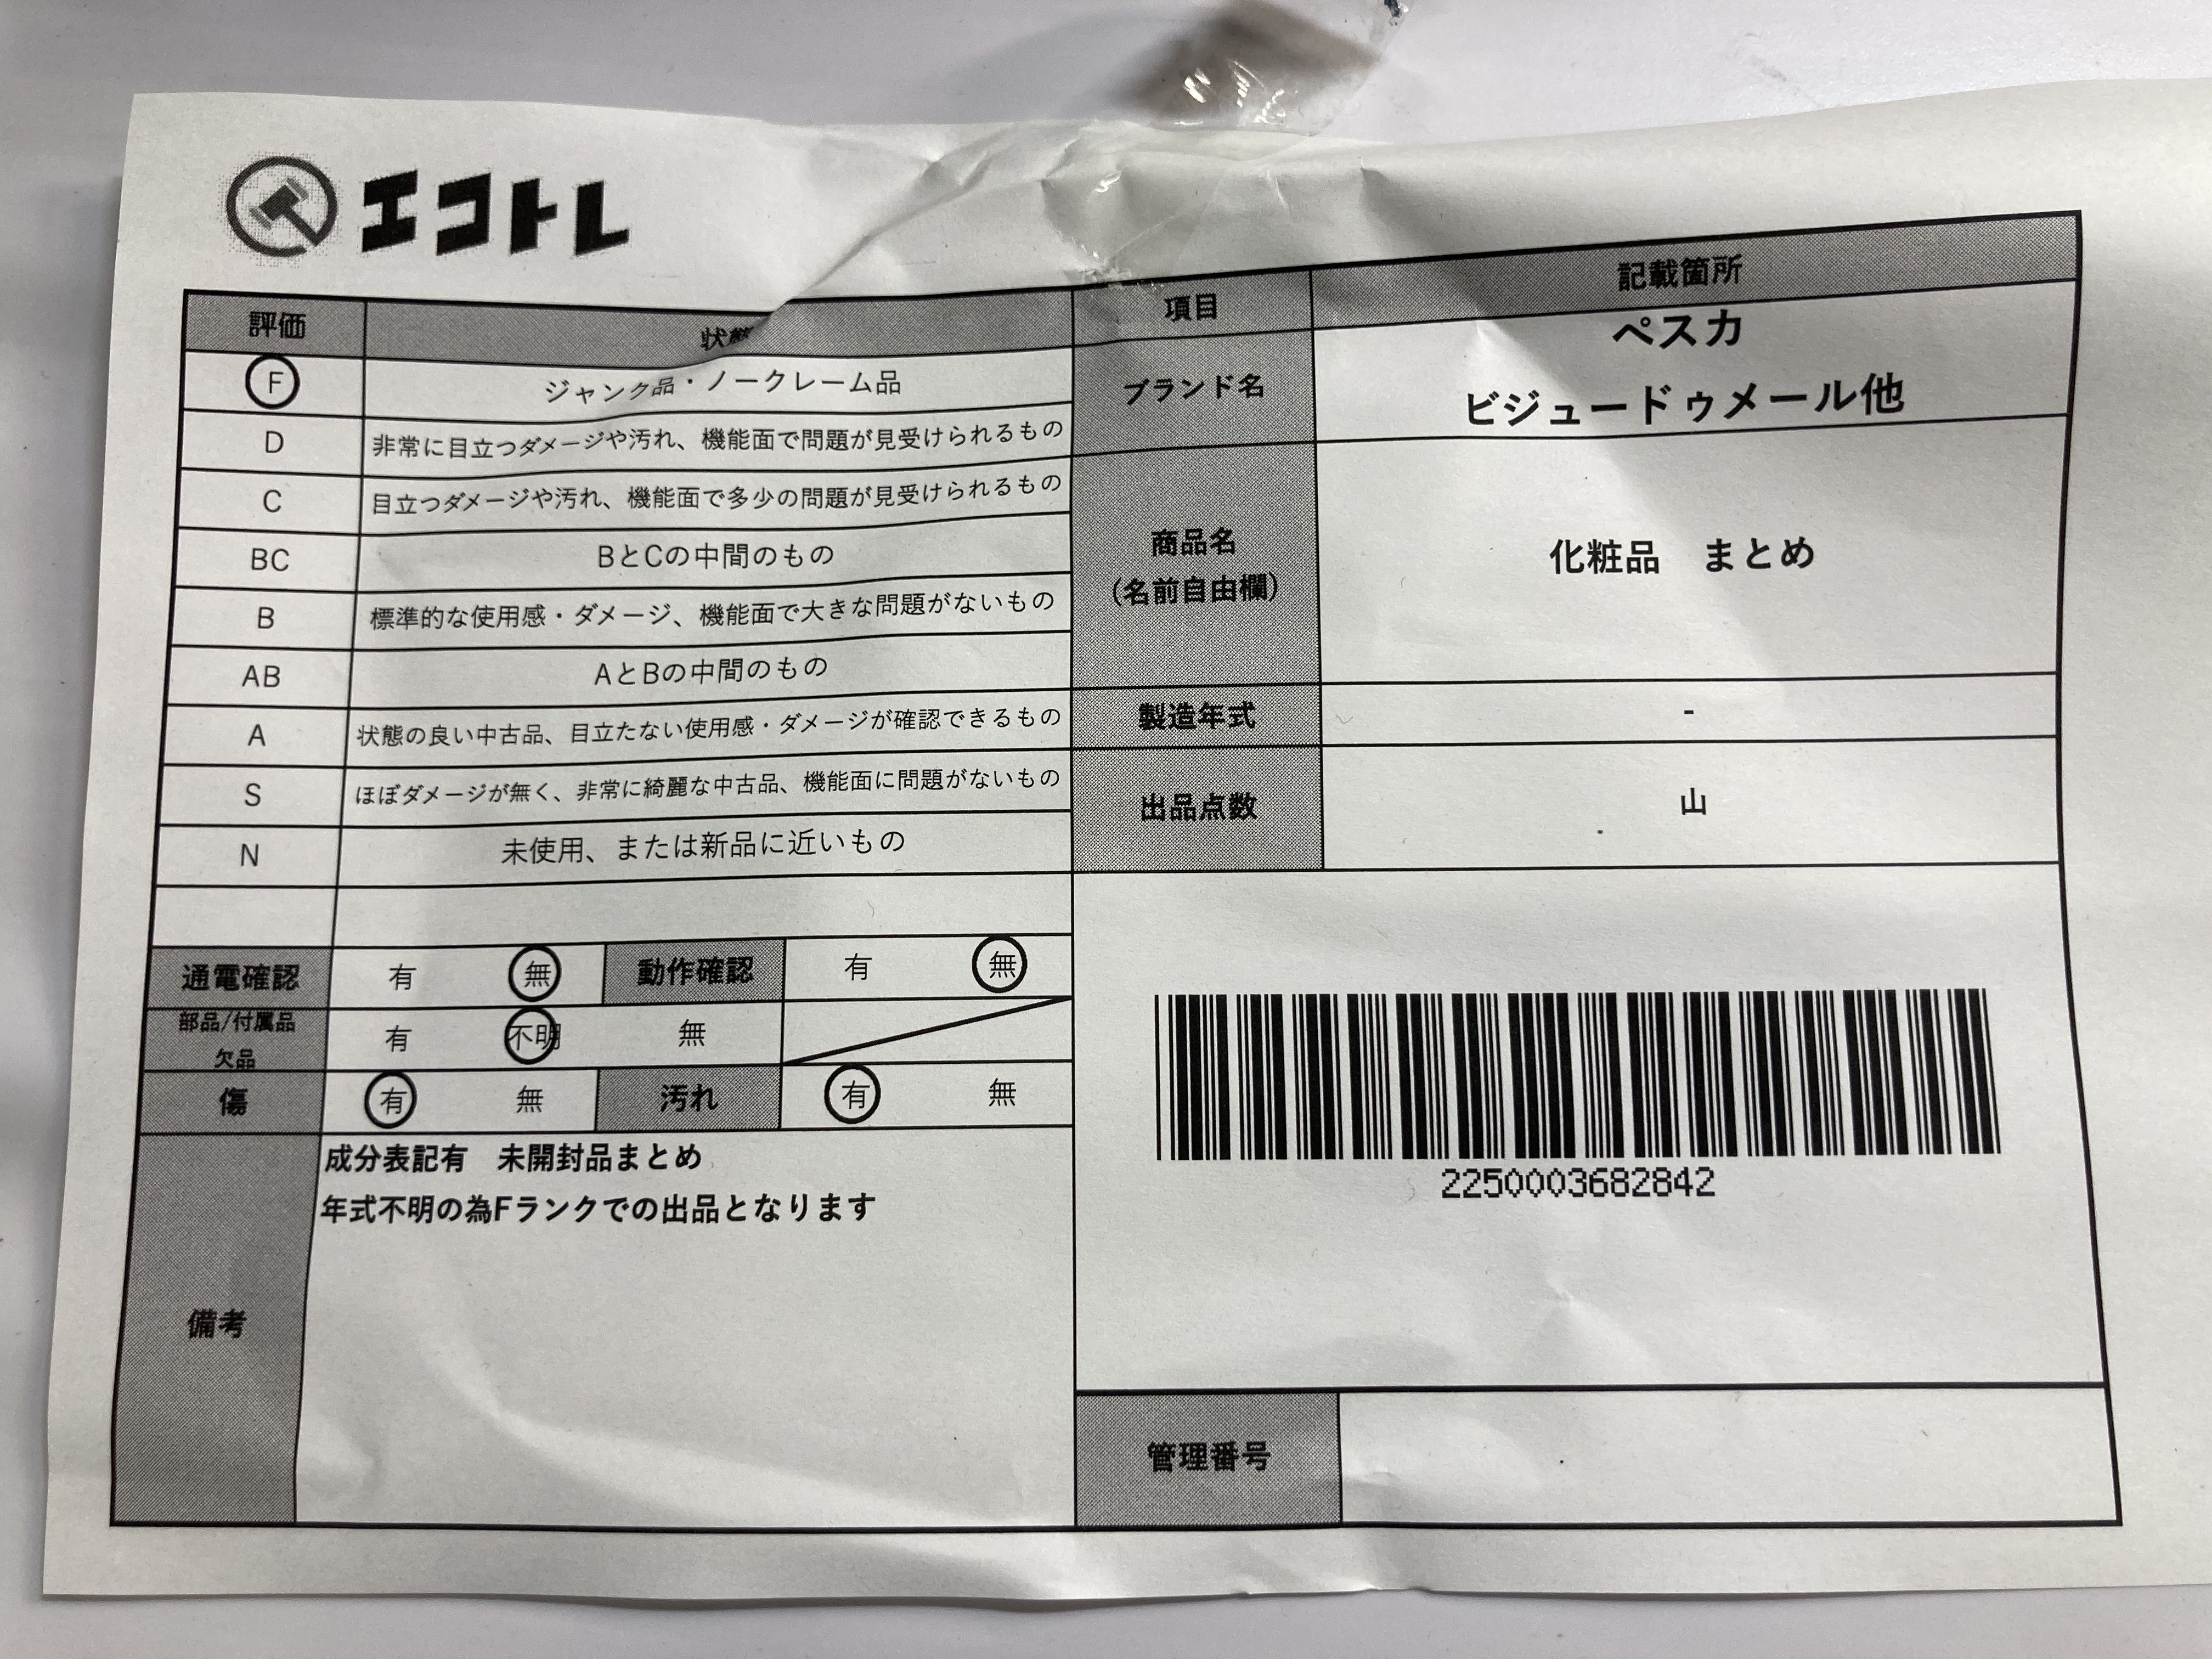 エコトレ
評価 状態
F ジャンク品・ノークレーム品
D 非常に目立つダメージや汚れ、機能面で問題が見受けられるもの
C 目立つダメージや汚れ、機能面で多少の問題が見受けられるもの
BC BとCの中間のもの
B 標準的な使用感・ダメージ、機能面で大きな問題がないもの
AB AとBの中間のもの
A 状態の良い中古品、目立たない使用感・ダメージが確認できるもの
S ほぼダメージが無く、非常に綺麗な中古品、機能面に問題がないもの
N 未使用、または新品に近いもの
通電確認 有 無 動作確認 有 無
部品/付属品
欠品 有 不明 無
傷 有 無 汚れ 有 無
備考
成分表記有 未開封品まとめ
年式不明の為Fランクでの出品となります
項目 記載箇所
ブランド名
ペスカ
ビジュードゥメール他
商品名
(名前自由欄)
化粧品 まとめ
製造年式 -
出品点数 山
2250003682842
管理番号